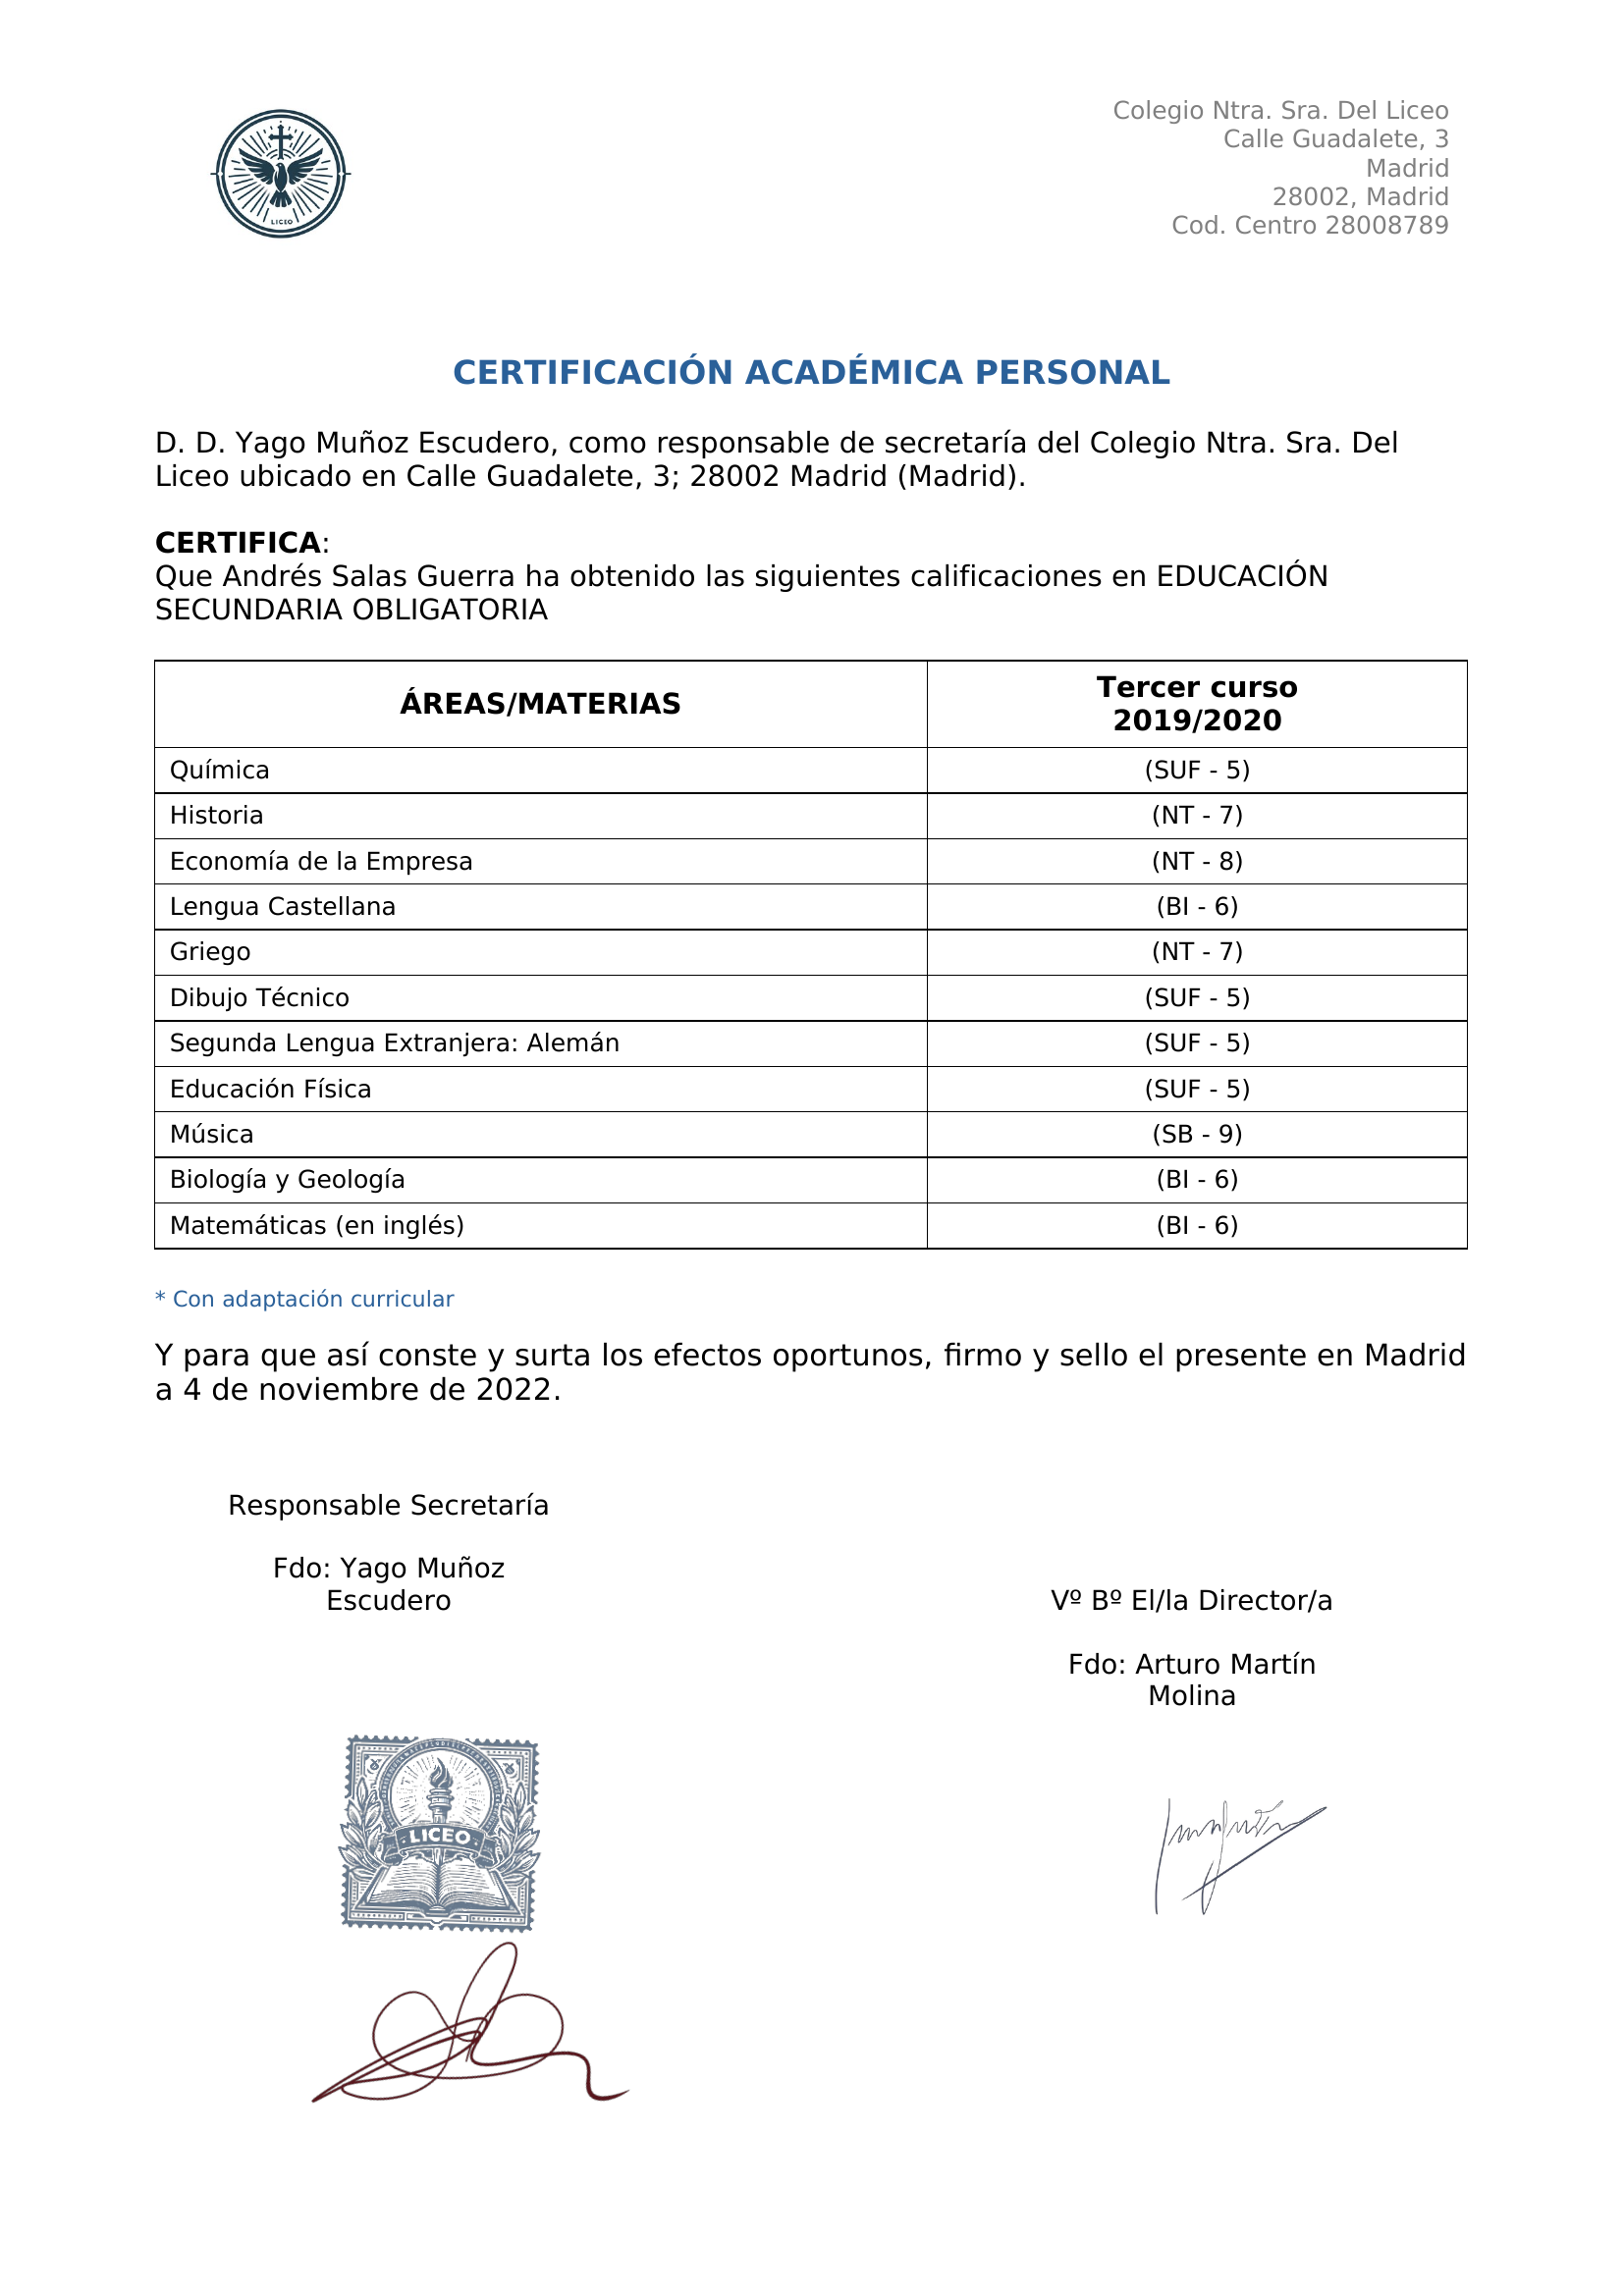 LICEO
Colegio Ntra. Sra. Del Liceo
Calle Guadalete, 3
Madrid
28002, Madrid
Cod. Centro 28008789
CERTIFICACIÓN ACADÉMICA PERSONAL
D. D. Yago Muñoz Escudero, como responsable de secretaría del Colegio Ntra. Sra. Del
Liceo ubicado en Calle Guadalete, 3; 28002 Madrid (Madrid).
CERTIFICA:
Que Andrés Salas Guerra ha obtenido las siguientes calificaciones en EDUCACIÓN
SECUNDARIA OBLIGATORIA
ÁREAS/MATERIAS
Tercer curso
2019/2020
Química (SUF - 5)
Historia (NT - 7)
Economía de la Empresa (NT - 8)
Lengua Castellana (BI - 6)
Griego (NT - 7)
Dibujo Técnico (SUF - 5)
Segunda Lengua Extranjera: Alemán (SUF - 5)
Educación Física (SUF - 5)
Música (SB - 9)
Biología y Geología (BI - 6)
Matemáticas (en inglés) (BI - 6)
* Con adaptación curricular
Y para que así conste y surta los efectos oportunos, firmo y sello el presente en Madrid
a 4 de noviembre de 2022.
Responsable Secretaría
Fdo: Yago Muñoz
Escudero
Vº Bº El/la Director/a
Fdo: Arturo Martín
Molina
LICEO